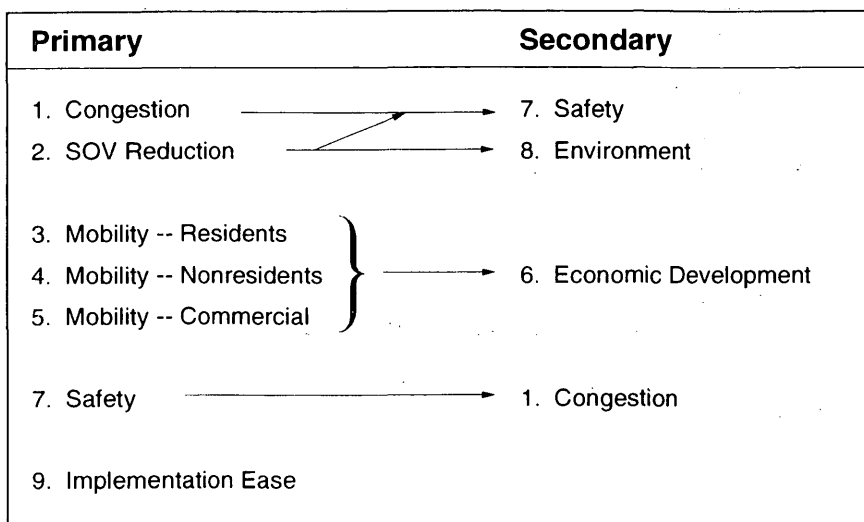 Primary Secondary
1. Congestion 7. Safety
2. SOV Reduction 8. Environment
3. Mobility -- Residents
4. Mobility -- Nonresidents 6. Economic Development
5. Mobility -- Commercial
7. Safety 1. Congestion
9. Implementation Ease